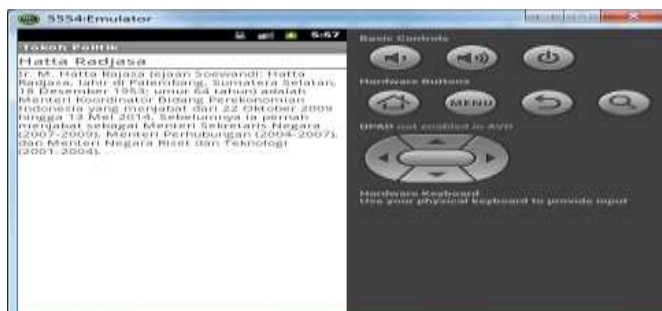 5554:Emulator
5:57
Tokoh Politik
Hatta Radjasa
Ir. M. Hatta Rajasa (ejaan Soewandi: Hatta
Radjasa, lahir di Palembang, Sumatera Selatan,
18 Desember 1953; umur 64 tahun) adalah
Menteri Koordinator Bidang Perekonomian
Indonesia yang menjabat dari 22 Oktober 2009
hingga 13 Mei 2014. Sebelumnya ia pernah
menjabat sebagai Menteri Sekretaris Negara
(2007-2009), Menteri Perhubungan (2004-2007),
dan Menteri Negara Riset dan Teknologi
(2001-2004).
Basic Controls
Hardware Buttons
MENU
DPAD not enabled in AVD
Hardware Keyboard
Use your physical keyboard to provide input